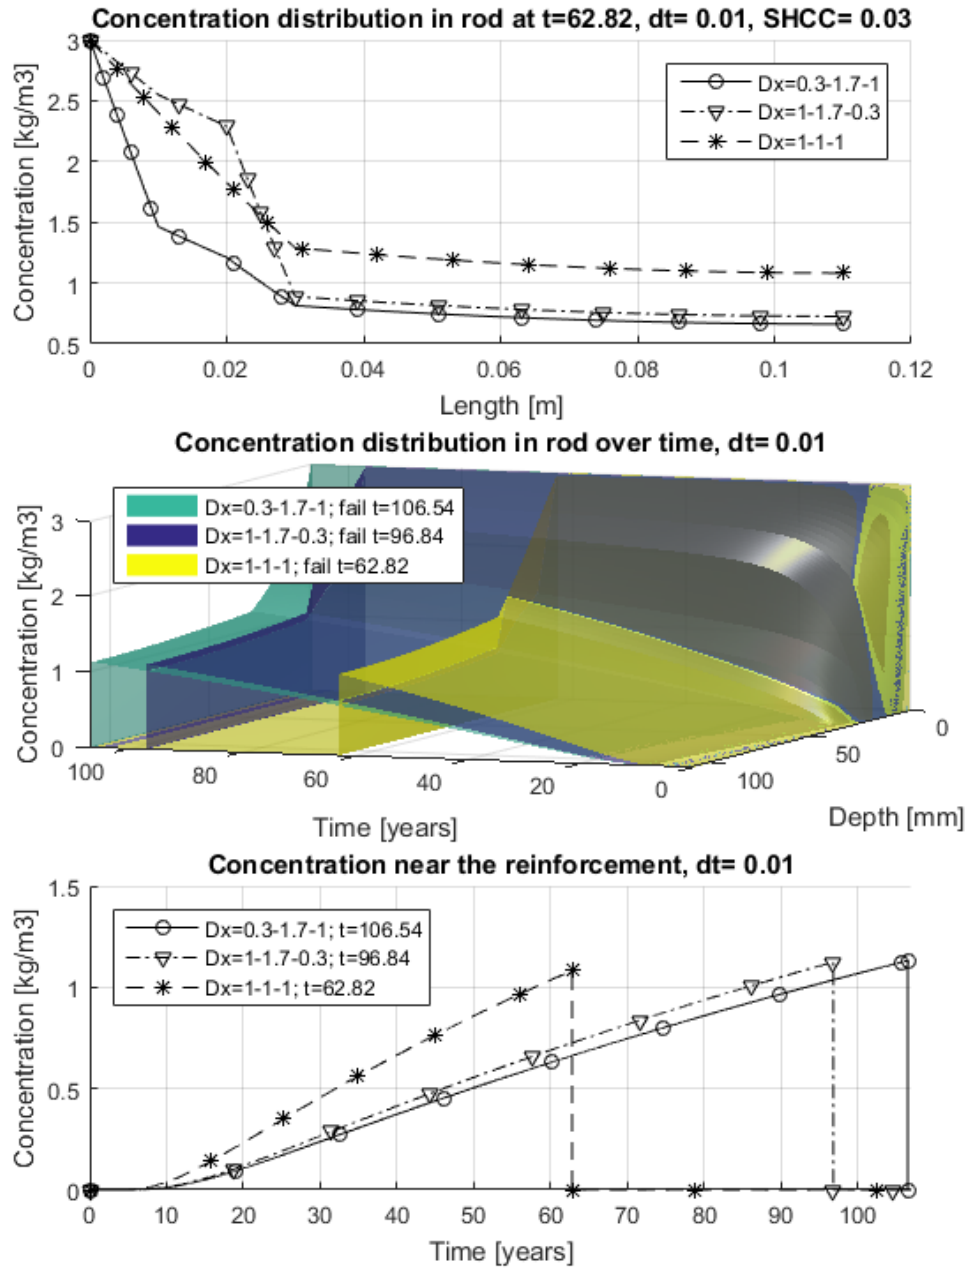 Concentration distribution in rod at t=62.82, dt= 0.01, SHCC= 0.03
Concentration [kg/m3]
3
2.5
2
1.5
1
0.5
Dx=0.3-1.7-1
Dx=1-1.7-0.3
Dx=1-1-1
0 0.02 0.04 0.06 0.08 0.1 0.12
Length [m]
Concentration distribution in rod over time, dt= 0.01
Concentration [kg/m3]
3
2
1
0
Dx=0.3-1.7-1; fail t=106.54
Dx=1-1.7-0.3; fail t=96.84
Dx=1-1-1; fail t=62.82
100 80 60 40 20 0
100 50 0
Time [years]
Depth [mm]
Concentration near the reinforcement, dt= 0.01
Concentration [kg/m3]
1.5
1
0.5
0
Dx=0.3-1.7-1; t=106.54
Dx=1-1.7-0.3; t=96.84
Dx=1-1-1; t=62.82
0 10 20 30 40 50 60 70 80 90 100
Time [years]